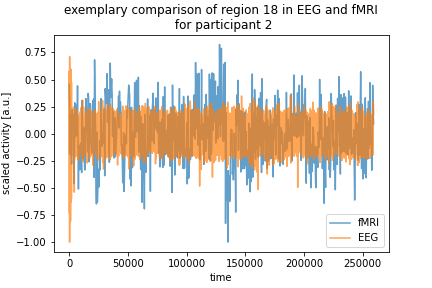 exemplary comparison of region 18 in EEG and fMRI
for participant 2
scaled activity [a.u.]
0.75
0.50
0.25
0.00
−0.25
−0.50
−0.75
−1.00
fMRI
EEG
0
50000
100000
150000
200000
250000
time